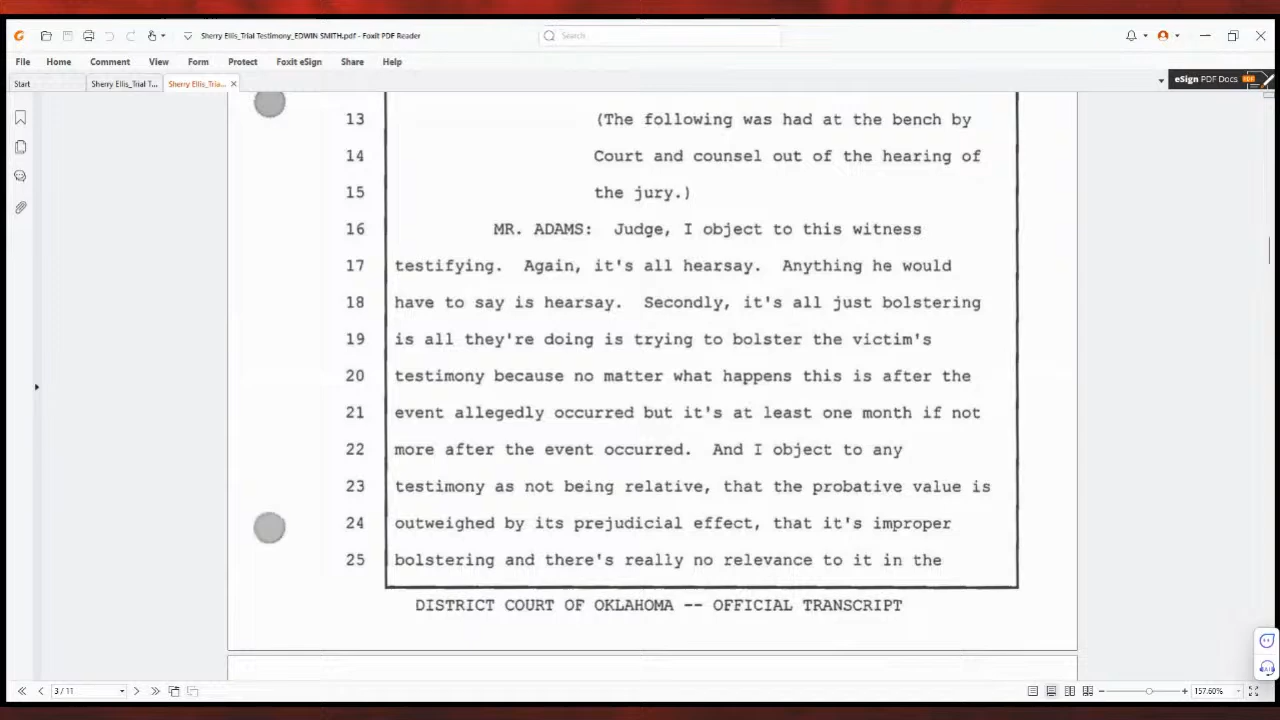 Sherry Ellis_Trial Testimony_EDWIN SMITH.pdf - Foxit PDF Reader
Search
File Home Comment View Form Protect Foxit eSign Share Help
Start Sherry Ellis_Trial T... Sherry Ellis_Tria...
eSign PDF Docs
13 (The following was had at the bench by
14 Court and counsel out of the hearing of
15 the jury.)
16 MR. ADAMS: Judge, I object to this witness
17 testifying. Again, it's all hearsay. Anything he would
18 have to say is hearsay. Secondly, it's all just bolstering
19 is all they're doing is trying to bolster the victim's
20 testimony because no matter what happens this is after the
21 event allegedly occurred but it's at least one month if not
22 more after the event occurred. And I object to any
23 testimony as not being relative, that the probative value is
24 outweighed by its prejudicial effect, that it's improper
25 bolstering and there's really no relevance to it in the
DISTRICT COURT OF OKLAHOMA -- OFFICIAL TRANSCRIPT
3 / 11
157.60%